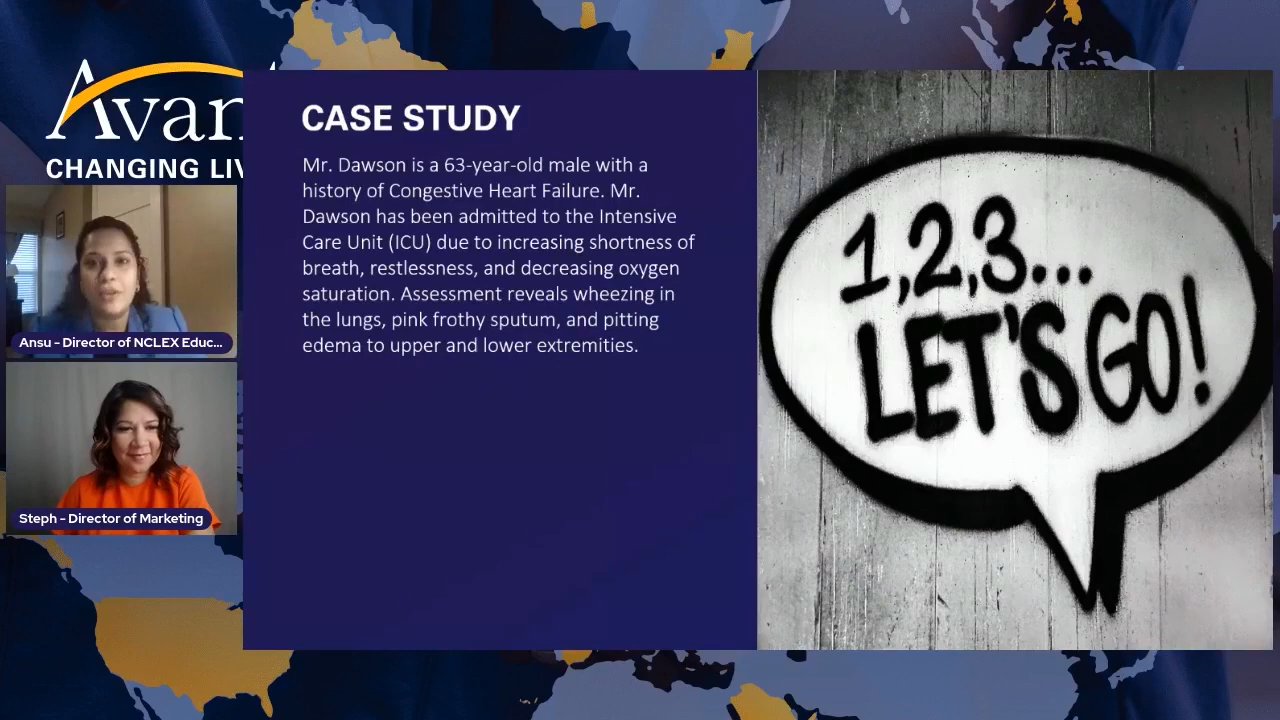 Avan
CHANGING LIV
Ansu - Director of NCLEX Educ...
Steph - Director of Marketing
CASE STUDY
Mr. Dawson is a 63-year-old male with a
history of Congestive Heart Failure. Mr.
Dawson has been admitted to the Intensive
Care Unit (ICU) due to increasing shortness of
breath, restlessness, and decreasing oxygen
saturation. Assessment reveals wheezing in
the lungs, pink frothy sputum, and pitting
edema to upper and lower extremities.
1,2,3...
LET'S GO!